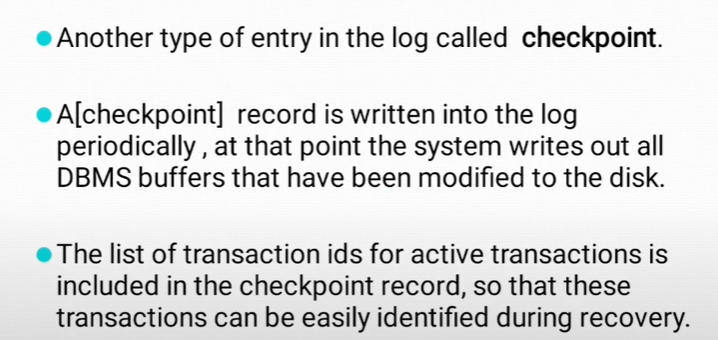 Another type of entry in the log called checkpoint.
A[checkpoint] record is written into the log
periodically , at that point the system writes out all
DBMS buffers that have been modified to the disk.
The list of transaction ids for active transactions is
included in the checkpoint record, so that these
transactions can be easily identified during recovery.